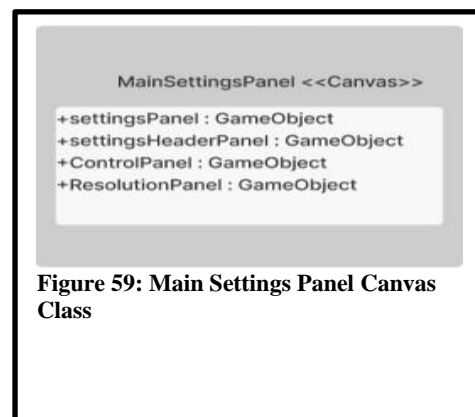 MainSettingsPanel <<Canvas>>
+settingsPanel : GameObject
+settingsHeaderPanel : GameObject
+ControlPanel : GameObject
+ResolutionPanel : GameObject
Figure 59: Main Settings Panel Canvas
Class